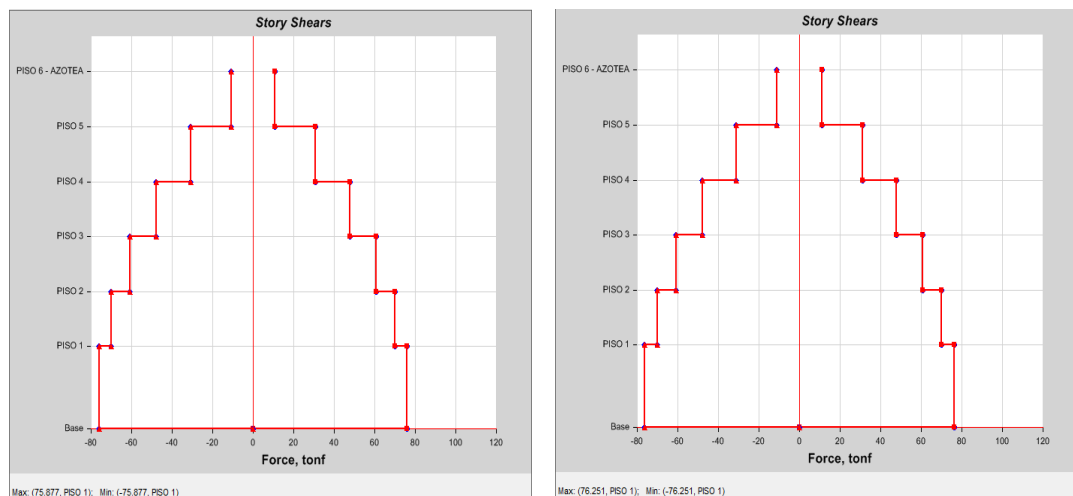 Story Shears
PISO 6 - AZOTEA
PISO 5
PISO 4
PISO 3
PISO 2
PISO 1
Base
-80 -60 -40 -20 0 20 40 60 80 100 120
Force, tonf
Max: (75.877, PISO 1); Min: (-75.877, PISO 1)
Story Shears
PISO 6 - AZOTEA
PISO 5
PISO 4
PISO 3
PISO 2
PISO 1
Base
-80 -60 -40 -20 0 20 40 60 80 100 120
Force, tonf
Max: (76.251, PISO 1); Min: (-76.251, PISO 1)